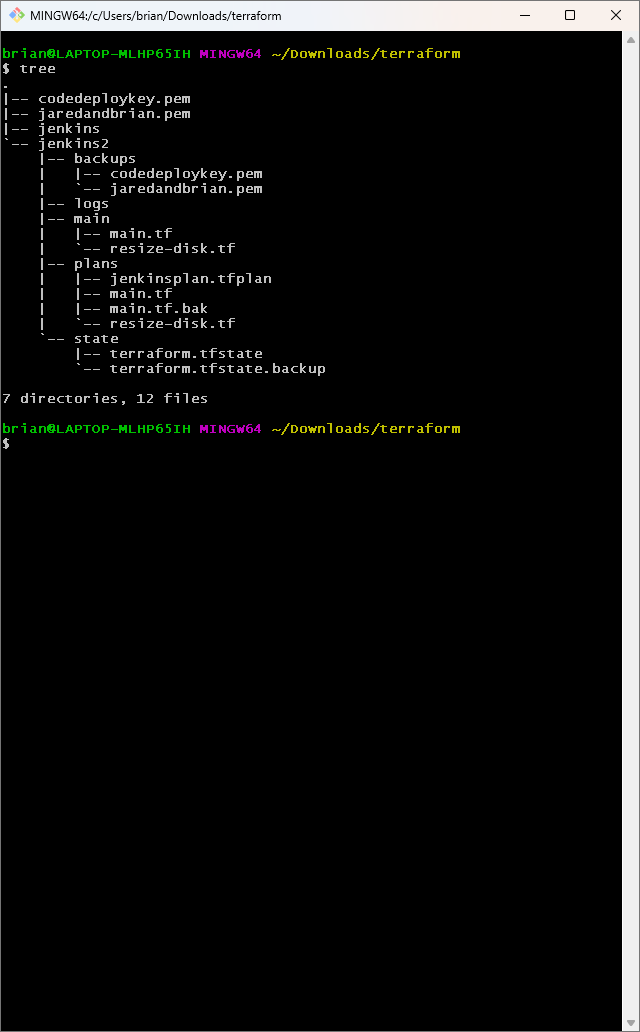 MINGW64:/c/Users/brian/Downloads/terraform
brian@LAPTOP-MLHP65IH MINGW64 ~/Downloads/terraform
$ tree
.
|-- codedeploykey.pem
|-- jaredandbrian.pem
|-- jenkins
`-- jenkins2
    |-- backups
    |   |-- codedeploykey.pem
    |   `-- jaredandbrian.pem
    |-- logs
    |-- main
    |   |-- main.tf
    |   `-- resize-disk.tf
    |-- plans
    |   |-- jenkinsplan.tfplan
    |   |-- main.tf
    |   |-- main.tf.bak
    |   `-- resize-disk.tf
    `-- state
        |-- terraform.tfstate
        `-- terraform.tfstate.backup
7 directories, 12 files
brian@LAPTOP-MLHP65IH MINGW64 ~/Downloads/terraform
$